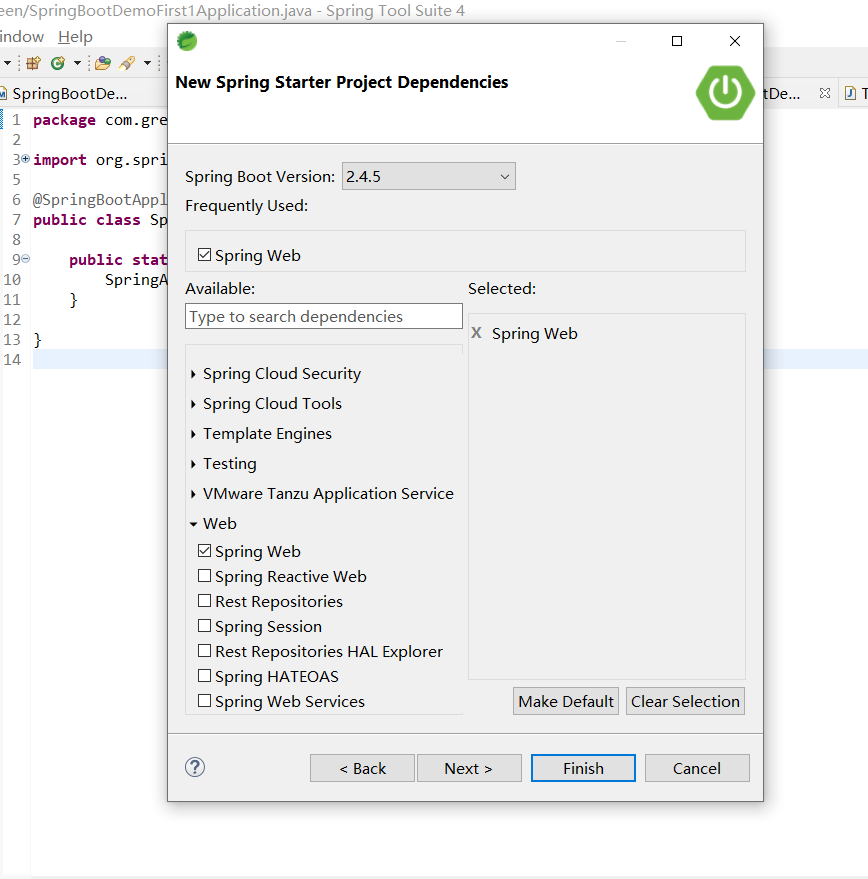 een/SpringBootDemoFirst1Application.java - Spring Tool Suite 4
indow Help
SpringBootDe...
tDe...
1 package com.gre
2
3 import org.spri
5
6 @SpringBootAppl
7 public class Sp
8
9 public stat
10 SpringA
11 }
12
13 }
14
New Spring Starter Project Dependencies
Spring Boot Version: 2.4.5
Frequently Used:
Spring Web
Available: Selected:
Type to search dependencies
X Spring Web
Spring Cloud Security
Spring Cloud Tools
Template Engines
Testing
VMware Tanzu Application Service
Web
Spring Web
Spring Reactive Web
Rest Repositories
Spring Session
Rest Repositories HAL Explorer
Spring HATEOAS
Spring Web Services
Make Default Clear Selection
? < Back Next > Finish Cancel